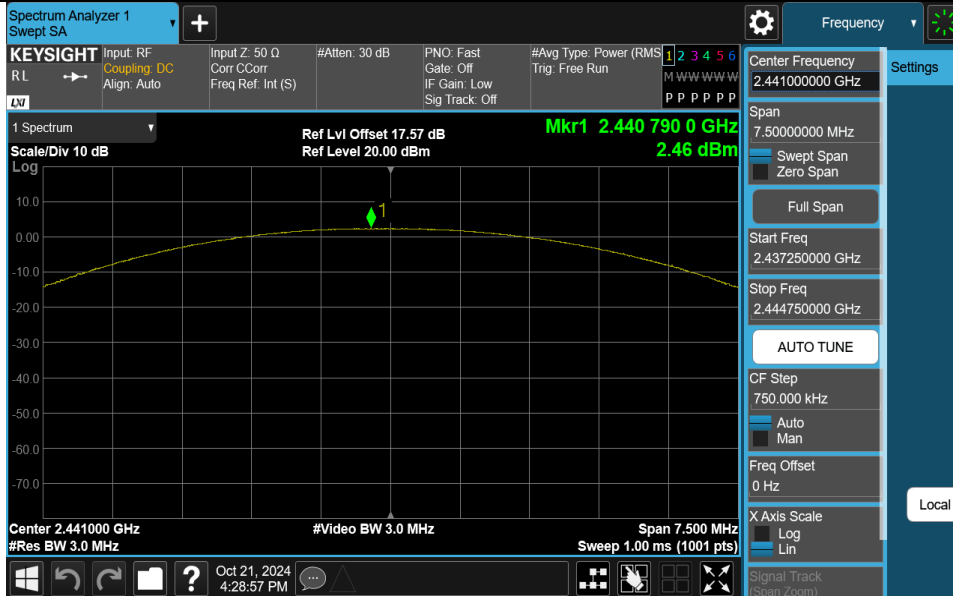 Spectrum Analyzer 1
Swept SA
+
Frequency
KEYSIGHT
RL
LXI
Input: RF
Coupling: DC
Align: Auto
Input Z: 50 Ω
Corr CCorr
Freq Ref: Int (S)
#Atten: 30 dB
PNO: Fast
Gate: Off
IF Gain: Low
Sig Track: Off
#Avg Type: Power (RMS
Trig: Free Run
1 2 3 4 5 6
M W W W W W
P P P P P P
1 Spectrum
Scale/Div 10 dB
Log
Ref Lvl Offset 17.57 dB
Ref Level 20.00 dBm
Mkr1 2.440 790 0 GHz
2.46 dBm
1
10.0
0.00
-10.0
-20.0
-30.0
-40.0
-50.0
-60.0
-70.0
Center 2.441000 GHz
#Res BW 3.0 MHz
#Video BW 3.0 MHz
Span 7.500 MHz
Sweep 1.00 ms (1001 pts)
Center Frequency
2.441000000 GHz
Settings
Span
7.50000000 MHz
Swept Span
Zero Span
Full Span
Start Freq
2.437250000 GHz
Stop Freq
2.444750000 GHz
AUTO TUNE
CF Step
750.000 kHz
Auto
Man
Freq Offset
0 Hz
Local
X Axis Scale
Log
Lin
Signal Track
(Span Zoom)
?
Oct 21, 2024
4:28:57 PM